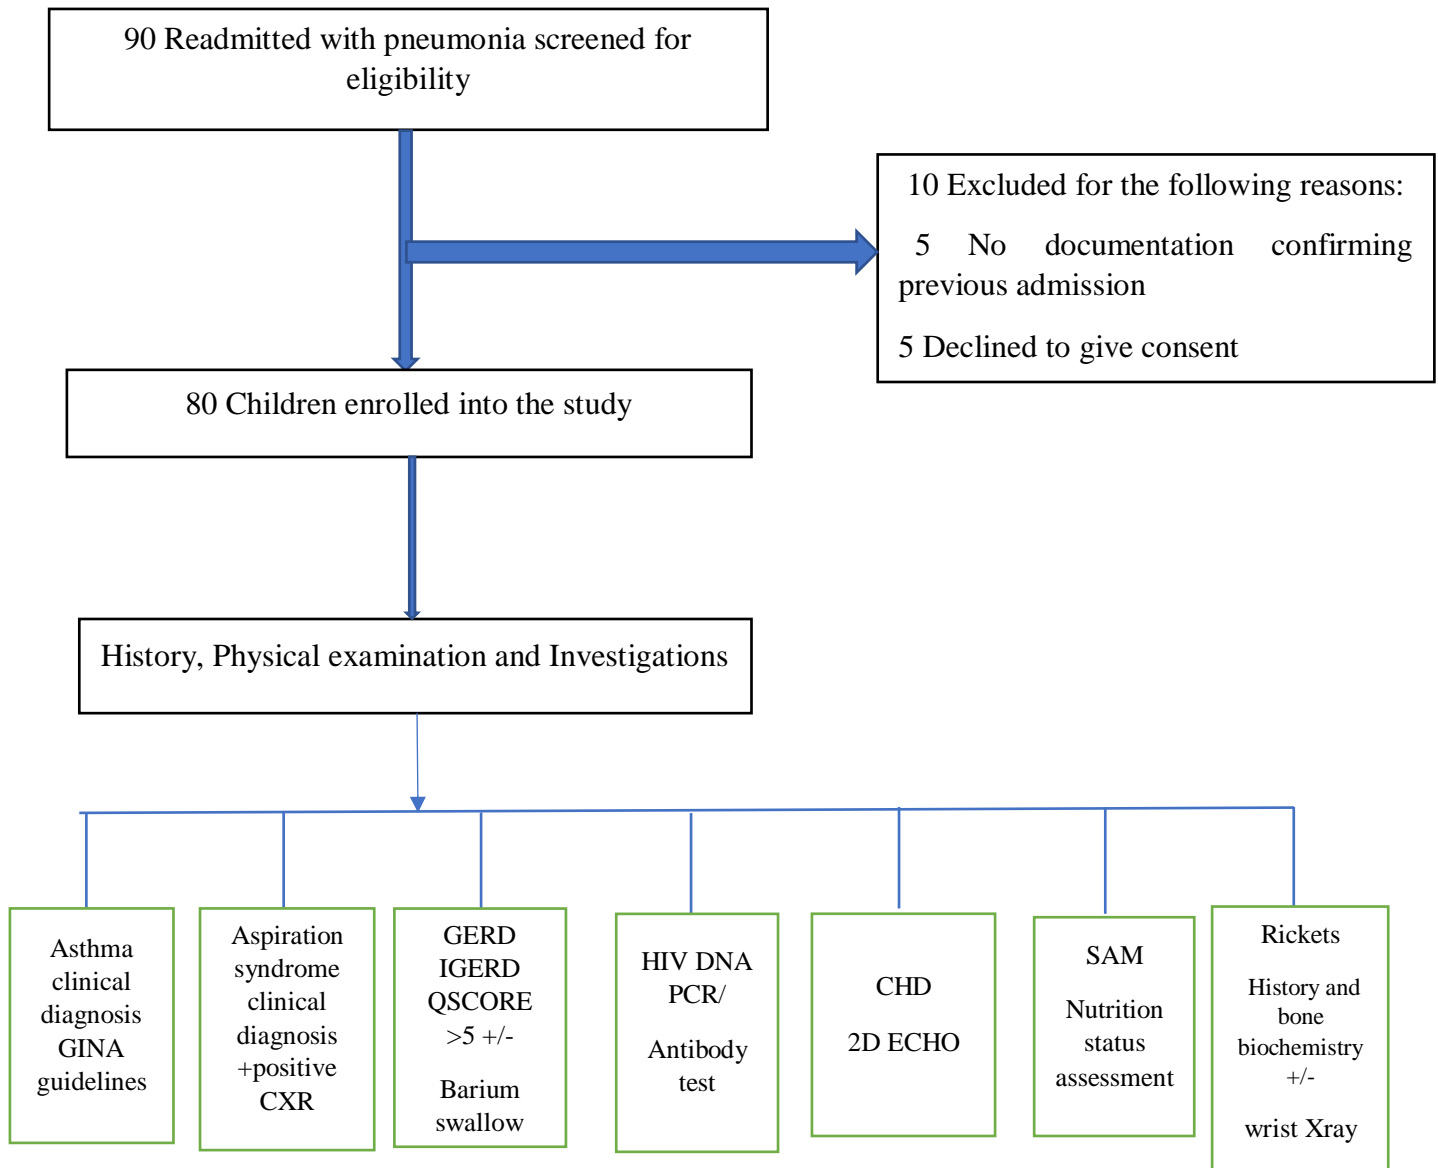 90 Readmitted with pneumonia screened for
eligibility
10 Excluded for the following reasons:
5 No documentation confirming
previous admission
5 Declined to give consent
80 Children enrolled into the study
History, Physical examination and Investigations
Asthma
clinical
diagnosis
GINA
guidelines
Aspiration
syndrome
clinical
diagnosis
+positive
CXR
GERD
IGERD
QSCORE
>5 +/-
Barium
swallow
HIV DNA
PCR/
Antibody
test
CHD
2D ECHO
SAM
Nutrition
status
assessment
Rickets
History and
bone
biochemistry
+/-
wrist Xray